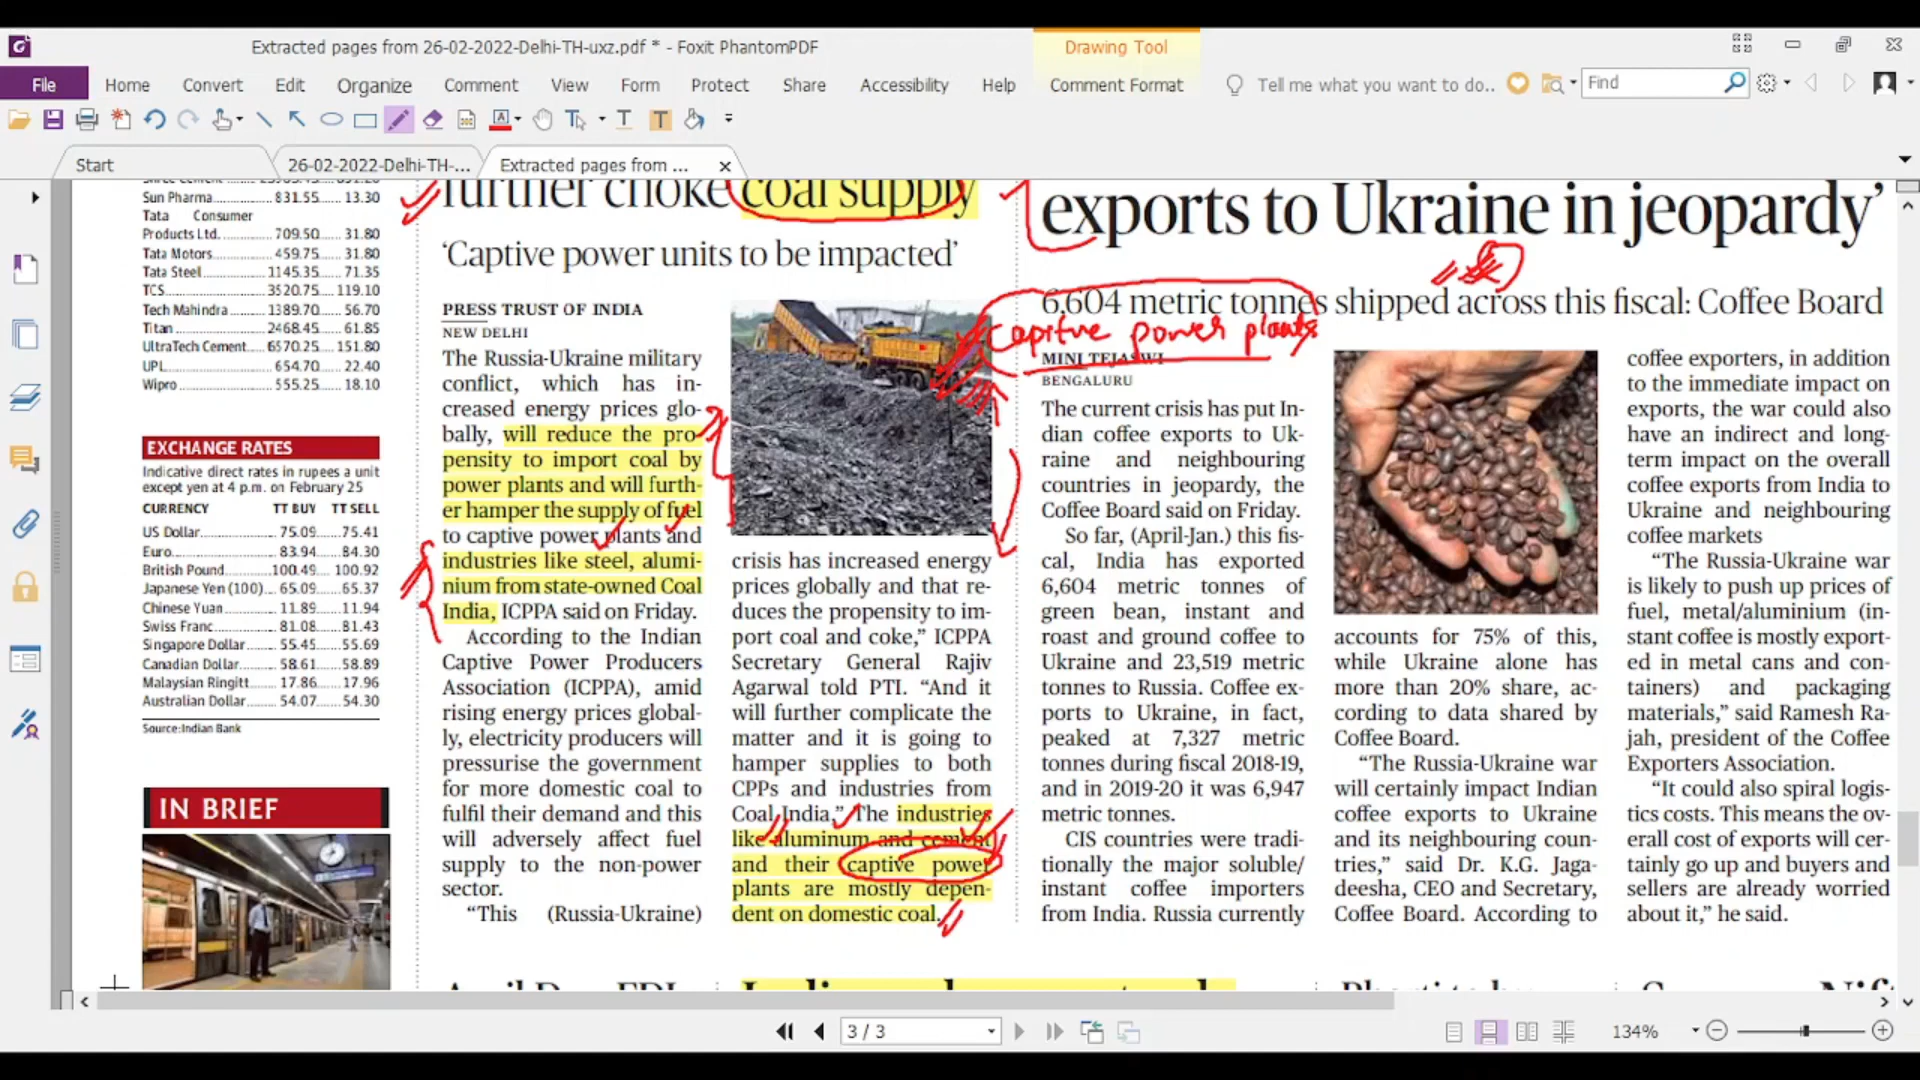 Extracted pages from 26-02-2022-Delhi-TH-uxz.pdf * - Foxit PhantomPDF
Drawing Tool
File
Home
Convert
Edit
Organize
Comment
View
Form
Protect
Share
Accessibility
Help
Comment Format
Tell me what you want to do..
Find
Start
26-02-2022-Delhi-TH-...
Extracted pages from ...
Sun Pharma 831.55 13.30
Tata Consumer
Products Ltd. 709.50 31.80
Tata Motors 459.75 31.80
Tata Steel 1145.35 71.35
TCS 3520.75 119.10
Tech Mahindra 1389.70 56.70
Titan 2468.45 61.85
UltraTech Cement 6570.25 151.80
UPL 654.70 22.40
Wipro 555.25 18.10
EXCHANGE RATES
Indicative direct rates in rupees a unit
except yen at 4 p.m. on February 25
CURRENCY TT BUY TT SELL
US Dollar 75.09 75.41
Euro 83.94 84.30
British Pound 100.49 100.92
Japanese Yen (100) 65.09 65.37
Chinese Yuan 11.89 11.94
Swiss Franc 81.08 81.43
Singapore Dollar 55.45 55.69
Canadian Dollar 58.61 58.89
Malaysian Ringitt 17.86 17.96
Australian Dollar 54.07 54.30
Source:Indian Bank
IN BRIEF
further choke coal supply
‘Captive power units to be impacted’
PRESS TRUST OF INDIA
NEW DELHI
The Russia-Ukraine military
conflict, which has in-
creased energy prices glo-
bally, will reduce the pro-
pensity to import coal by
power plants and will furth-
er hamper the supply of fuel
to captive power plants and
industries like steel, alumi-
nium from state-owned Coal
India, ICPPA said on Friday.
According to the Indian
Captive Power Producers
Association (ICPPA), amid
rising energy prices global-
ly, electricity producers will
pressurise the government
for more domestic coal to
fulfil their demand and this
will adversely affect fuel
supply to the non-power
sector.
“This (Russia-Ukraine)
crisis has increased energy
prices globally and that re-
duces the propensity to im-
port coal and coke,” ICPPA
Secretary General Rajiv
Agarwal told PTI. “And it
will further complicate the
matter and it is going to
hamper supplies to both
CPPs and industries from
Coal India,” The industries
like aluminum and cement
and their captive power
plants are mostly depen-
dent on domestic coal.
exports to Ukraine in jeopardy’
6,604 metric tonnes shipped across this fiscal: Coffee Board
Capitve power plants
MINI TEJASWI
BENGALURU
The current crisis has put In-
dian coffee exports to Uk-
raine and neighbouring
countries in jeopardy, the
Coffee Board said on Friday.
So far, (April-Jan.) this fis-
cal, India has exported
6,604 metric tonnes of
green bean, instant and
roast and ground coffee to
Ukraine and 23,519 metric
tonnes to Russia. Coffee ex-
ports to Ukraine, in fact,
peaked at 7,327 metric
tonnes during fiscal 2018-19,
and in 2019-20 it was 6,947
metric tonnes.
CIS countries were tradi-
tionally the major soluble/
instant coffee importers
from India. Russia currently
accounts for 75% of this,
while Ukraine alone has
more than 20% share, ac-
cording to data shared by
Coffee Board.
“The Russia-Ukraine war
will certainly impact Indian
coffee exports to Ukraine
and its neighbouring coun-
tries,” said Dr. K.G. Jaga-
deesha, CEO and Secretary,
Coffee Board. According to
coffee exporters, in addition
to the immediate impact on
exports, the war could also
have an indirect and long-
term impact on the overall
coffee exports from India to
Ukraine and neighbouring
coffee markets
“The Russia-Ukraine war
is likely to push up prices of
fuel, metal/aluminium (in-
stant coffee is mostly export-
ed in metal cans and con-
tainers) and packaging
materials,” said Ramesh Ra-
jah, president of the Coffee
Exporters Association.
“It could also spiral logis-
tics costs. This means the ov-
erall cost of exports will cer-
tainly go up and buyers and
sellers are already worried
about it,” he said.
3 / 3
134%